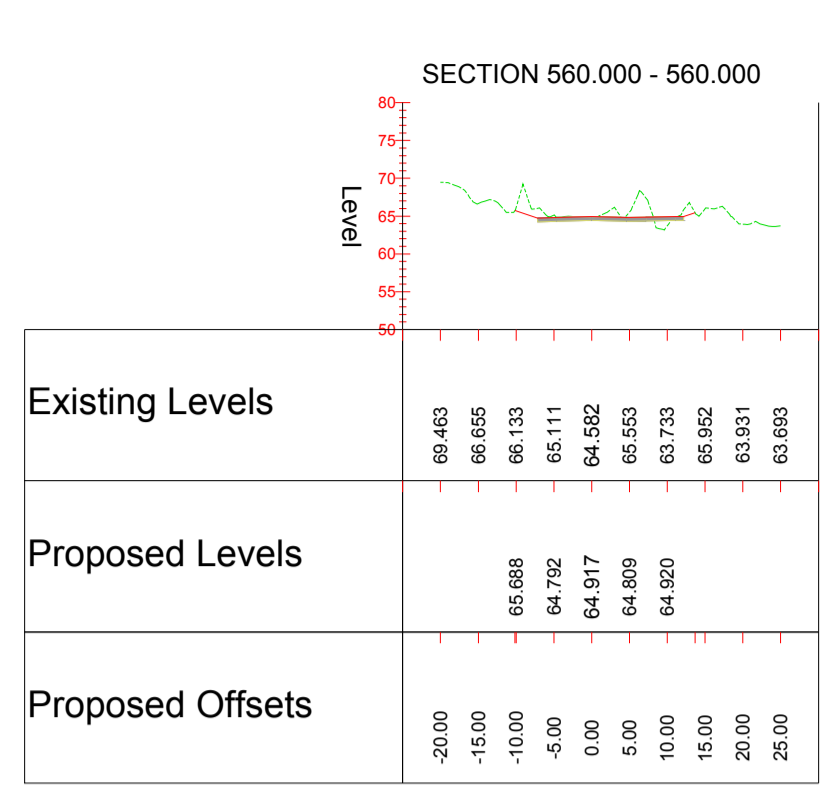 SECTION 560.000 - 560.000
80
75
70
65
60
55
50
Level
Existing Levels
69.463 66.655 66.133 65.111 64.582 65.553 63.733 65.952 63.931 63.693
Proposed Levels
65.688 64.792 64.917 64.809 64.920
Proposed Offsets
-20.00 -15.00 -10.00 -5.00 0.00 5.00 10.00 15.00 20.00 25.00